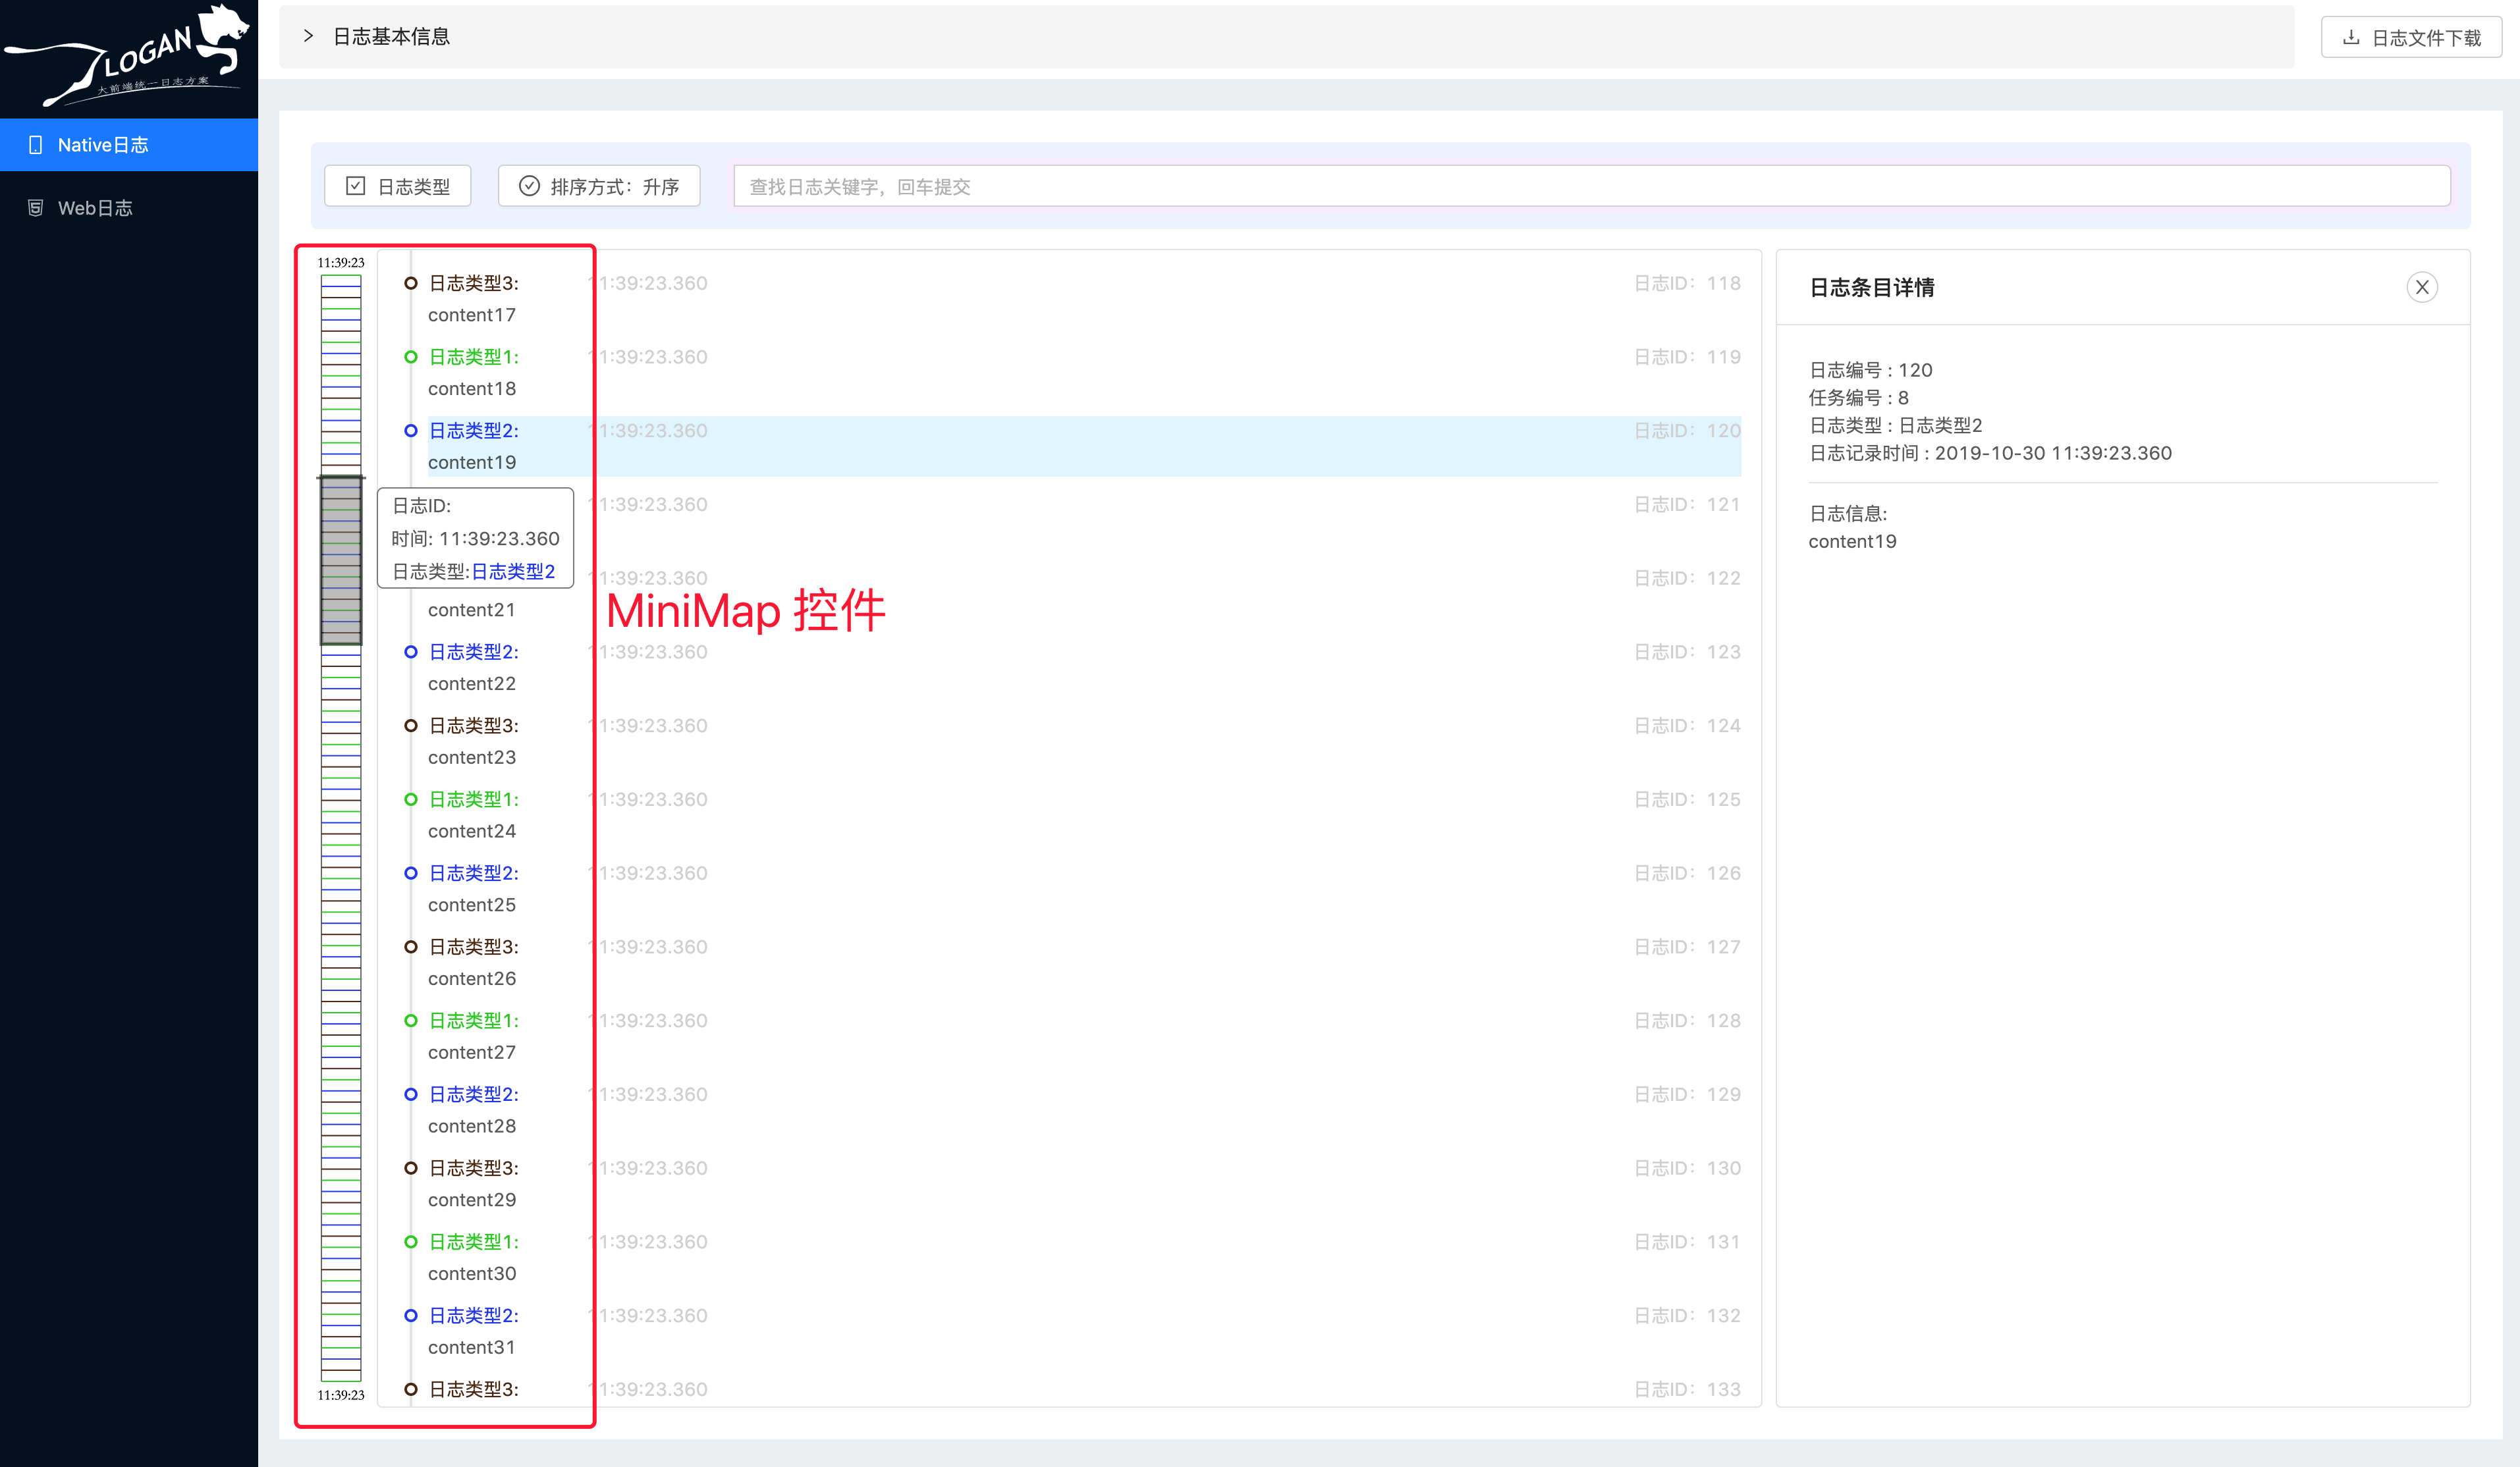 LOGAN
大前端统一日志方案
Native日志
Web日志
日志基本信息
日志文件下载
日志类型
排序方式：升序
查找日志关键字，回车提交
11:39:23
日志类型3: 11:39:23.360 日志ID：118
content17
日志类型1: 11:39:23.360 日志ID：119
content18
日志类型2: 11:39:23.360 日志ID：120
content19
11:39:23.360 日志ID：121
日志ID:
时间: 11:39:23.360
日志类型:日志类型2
11:39:23.360 日志ID：122
content21
MiniMap 控件
日志类型2: 11:39:23.360 日志ID：123
content22
日志类型3: 11:39:23.360 日志ID：124
content23
日志类型1: 11:39:23.360 日志ID：125
content24
日志类型2: 11:39:23.360 日志ID：126
content25
日志类型3: 11:39:23.360 日志ID：127
content26
日志类型1: 11:39:23.360 日志ID：128
content27
日志类型2: 11:39:23.360 日志ID：129
content28
日志类型3: 11:39:23.360 日志ID：130
content29
日志类型1: 11:39:23.360 日志ID：131
content30
日志类型2: 11:39:23.360 日志ID：132
content31
日志类型3: 11:39:23.360 日志ID：133
11:39:23
日志条目详情
X
日志编号 : 120
任务编号 : 8
日志类型 : 日志类型2
日志记录时间 : 2019-10-30 11:39:23.360
日志信息:
content19